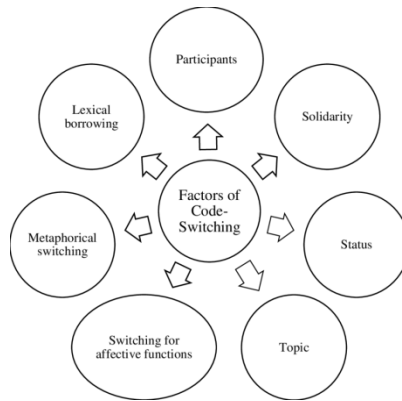 Participants
Lexical
borrowing
Solidarity
Factors of
Code-
Switching
Metaphorical
switching
Status
Switching for
affective functions
Topic